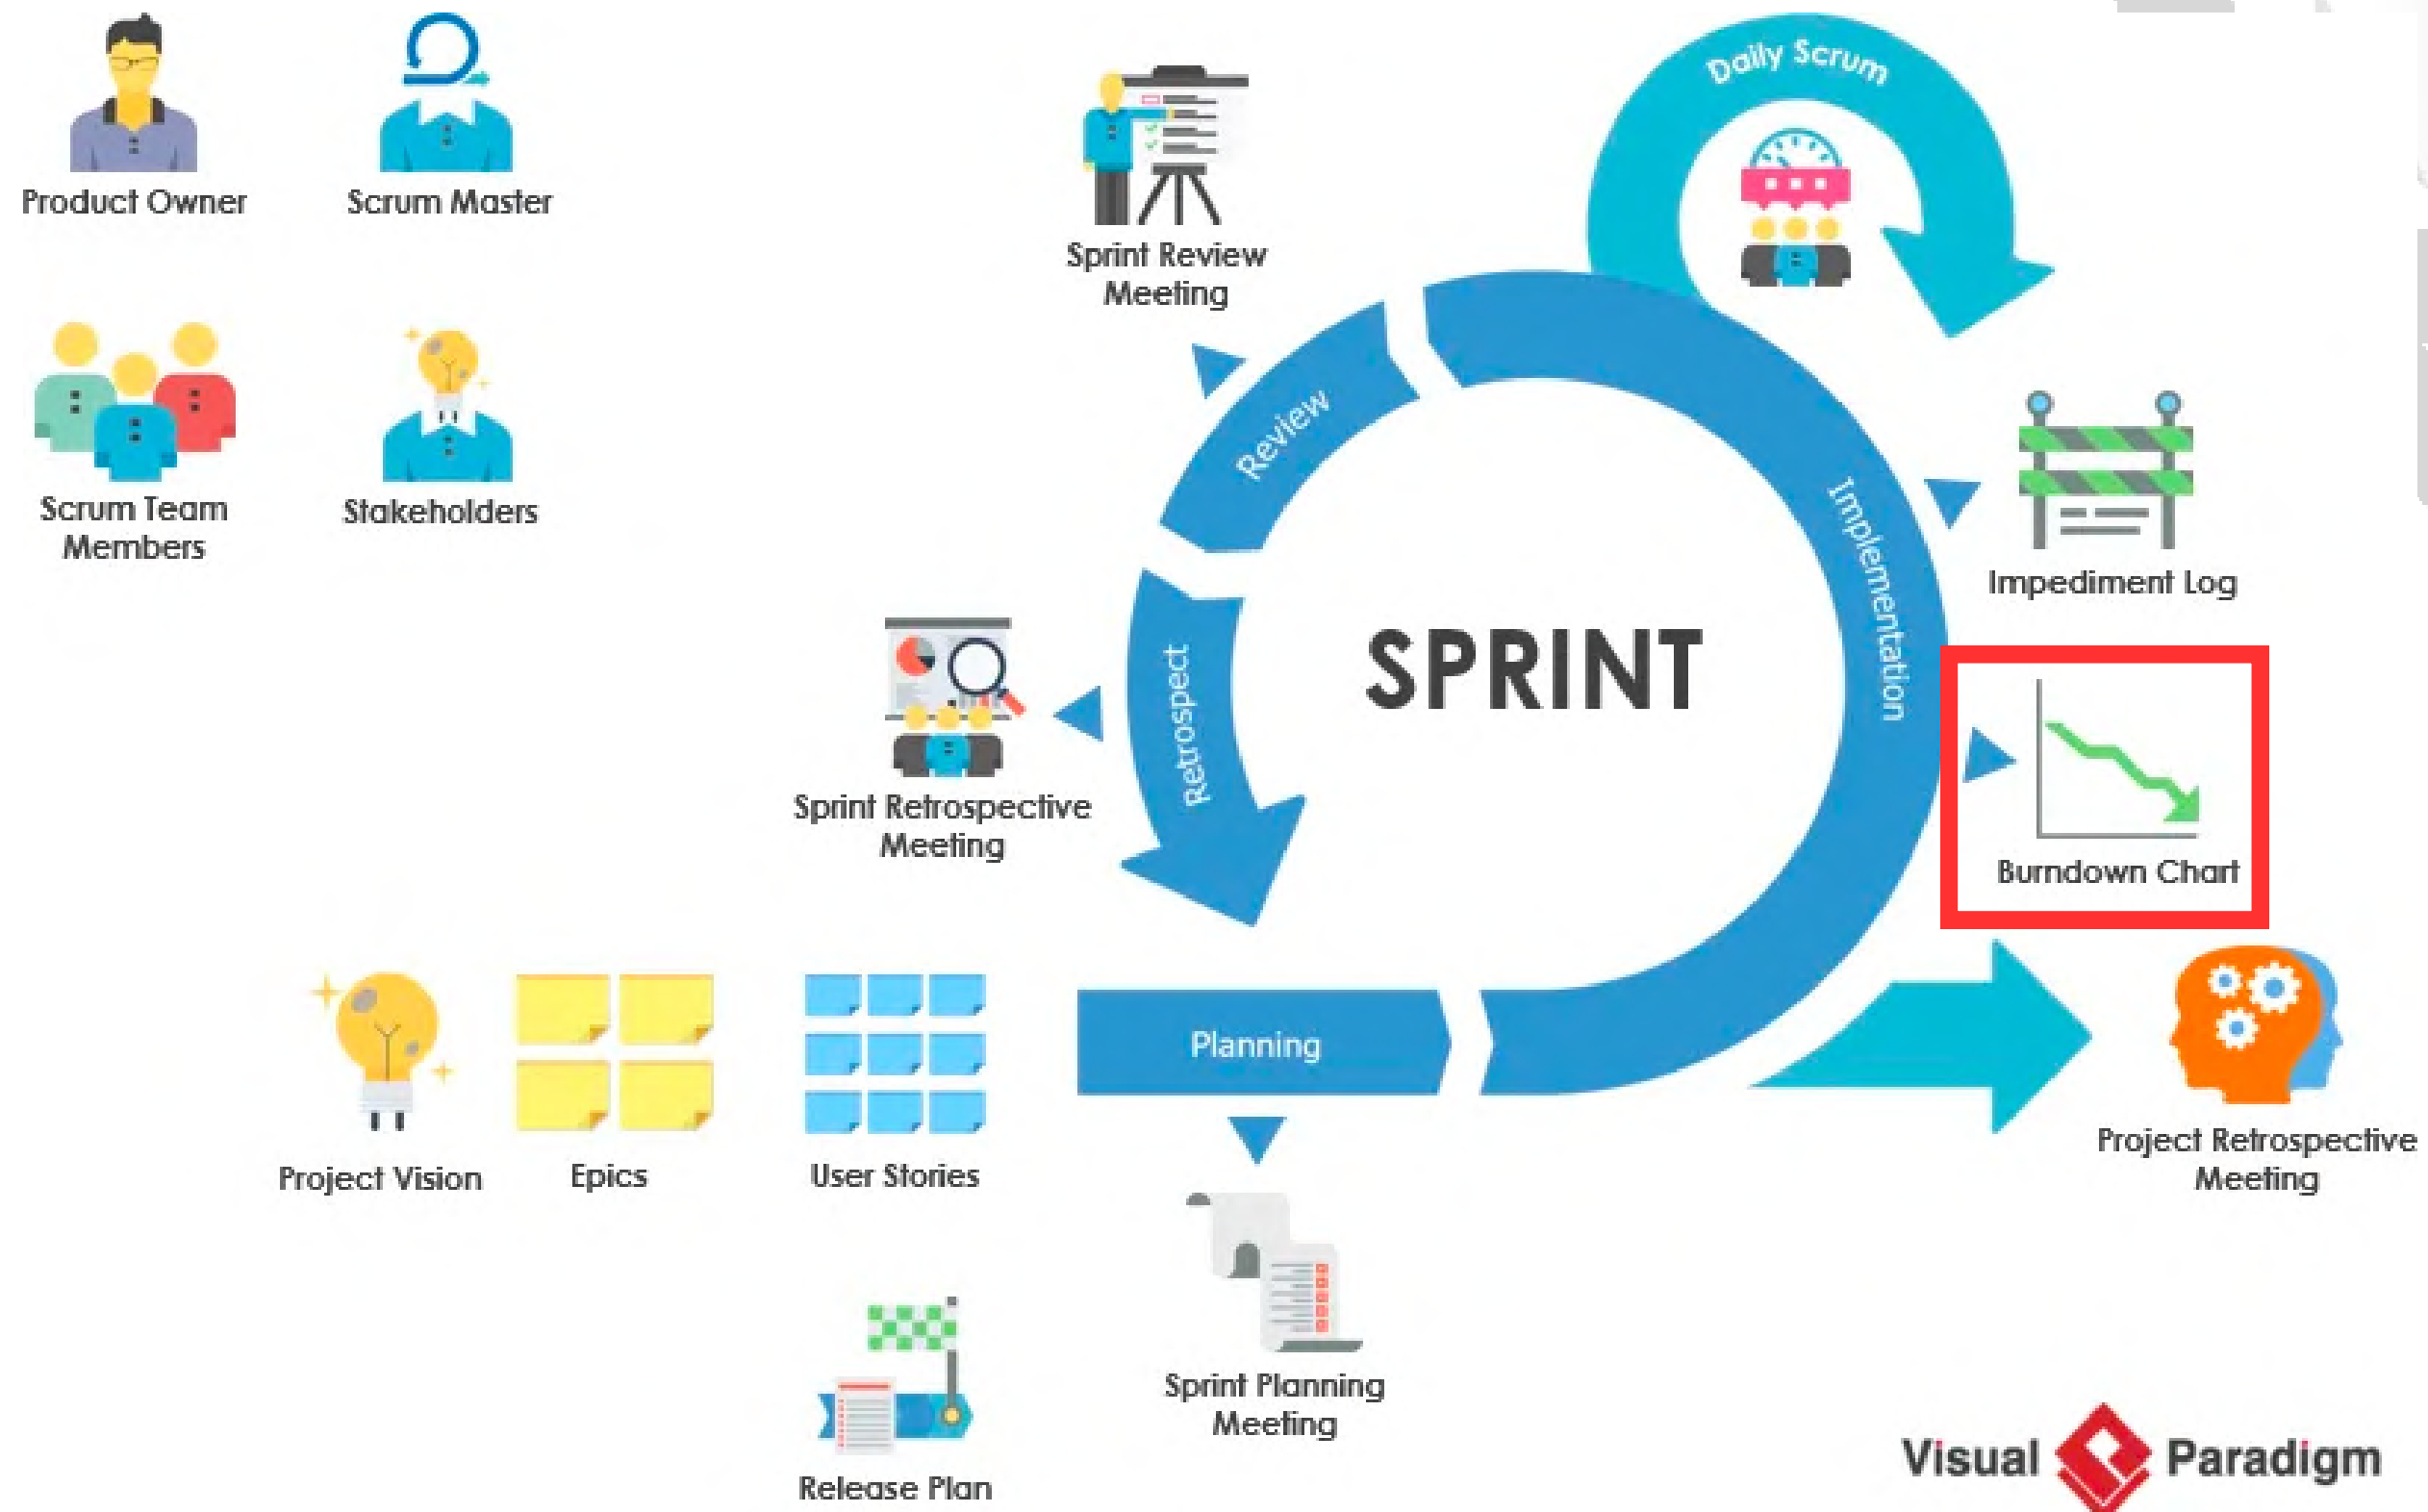 Product Owner
Scrum Master
Scrum Team
Members
Stakeholders
Sprint Review
Meeting
Daily Scrum
Review
Implementation
Impediment Log
SPRINT
Retrospect
Sprint Retrospective
Meeting
Burndown Chart
Project Vision
Epics
User Stories
Planning
Project Retrospective
Meeting
Sprint Planning
Meeting
Release Plan
Visual Paradigm